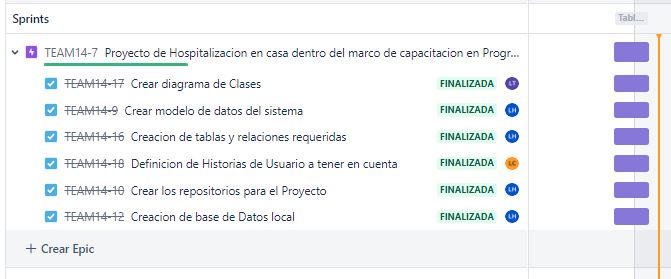 Sprints
Tabl...
TEAM14-7 Proyecto de Hospitalizacion en casa dentro del marco de capacitacion en Progr...
TEAM14-17 Crear diagrama de Clases FINALIZADA LT
TEAM14-9 Crear modelo de datos del sistema FINALIZADA LH
TEAM14-16 Creacion de tablas y relaciones requeridas FINALIZADA LH
TEAM14-18 Definicion de Historias de Usuario a tener en cuenta FINALIZADA LC
TEAM14-10 Crear los repositorios para el Proyecto FINALIZADA LH
TEAM14-12 Creacion de base de Datos local FINALIZADA LH
+ Crear Epic